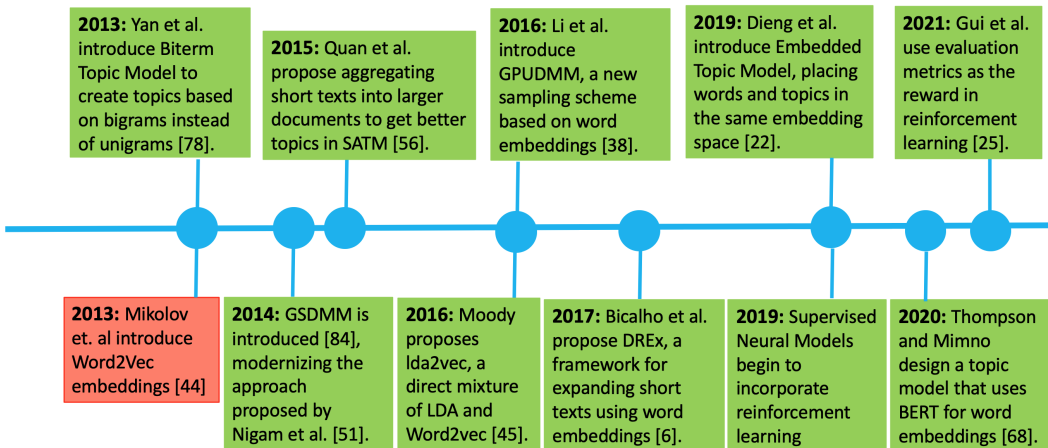 2013: Yan et al.
introduce Biterm
Topic Model to
create topics based
on bigrams instead
of unigrams [78].
2015: Quan et al.
propose aggregating
short texts into larger
documents to get better
topics in SATM [56].
2016: Li et al.
introduce
GPUDMM, a new
sampling scheme
based on word
embeddings [38].
2019: Dieng et al.
introduce Embedded
Topic Model, placing
words and topics in
the same embedding
space [22].
2021: Gui et al.
use evaluation
metrics as the
reward in
reinforcement
learning [25].
2013: Mikolov
et. al introduce
Word2Vec
embeddings [44]
2014: GSDMM is
introduced [84],
modernizing the
approach
proposed by
Nigam et al. [51].
2016: Moody
proposes
lda2vec, a
direct mixture
of LDA and
Word2vec [45].
2017: Bicalho et al.
propose DREx, a
framework for
expanding short
texts using word
embeddings [6].
2019: Supervised
Neural Models
begin to
incorporate
reinforcement
learning
2020: Thompson
and Mimno
design a topic
model that uses
BERT for word
embeddings [68].